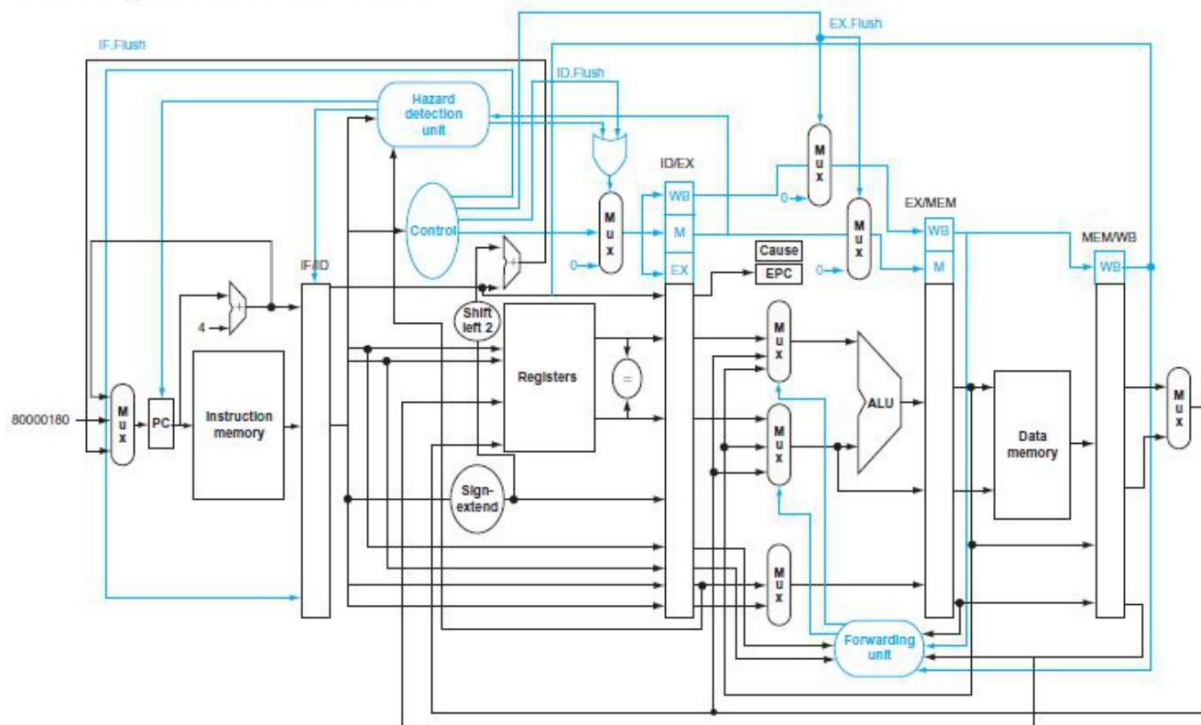 IF.Flush
EX.Flush
ID.Flush
Hazard
detection
unit
M
u
x
ID/EX
WB
0
Control
M
u
x
M
M
u
x
EX/MEM
WB
MEM/WB
0
EX
Cause
EPC
0
M
WB
IF/ID
+
+
4
Shift
left 2
M
u
x
Registers
=
ALU
M
u
x
80000180
M
u
x
PC
Instruction
memory
M
u
x
Data
memory
Sign-
extend
M
u
x
Forwarding
unit